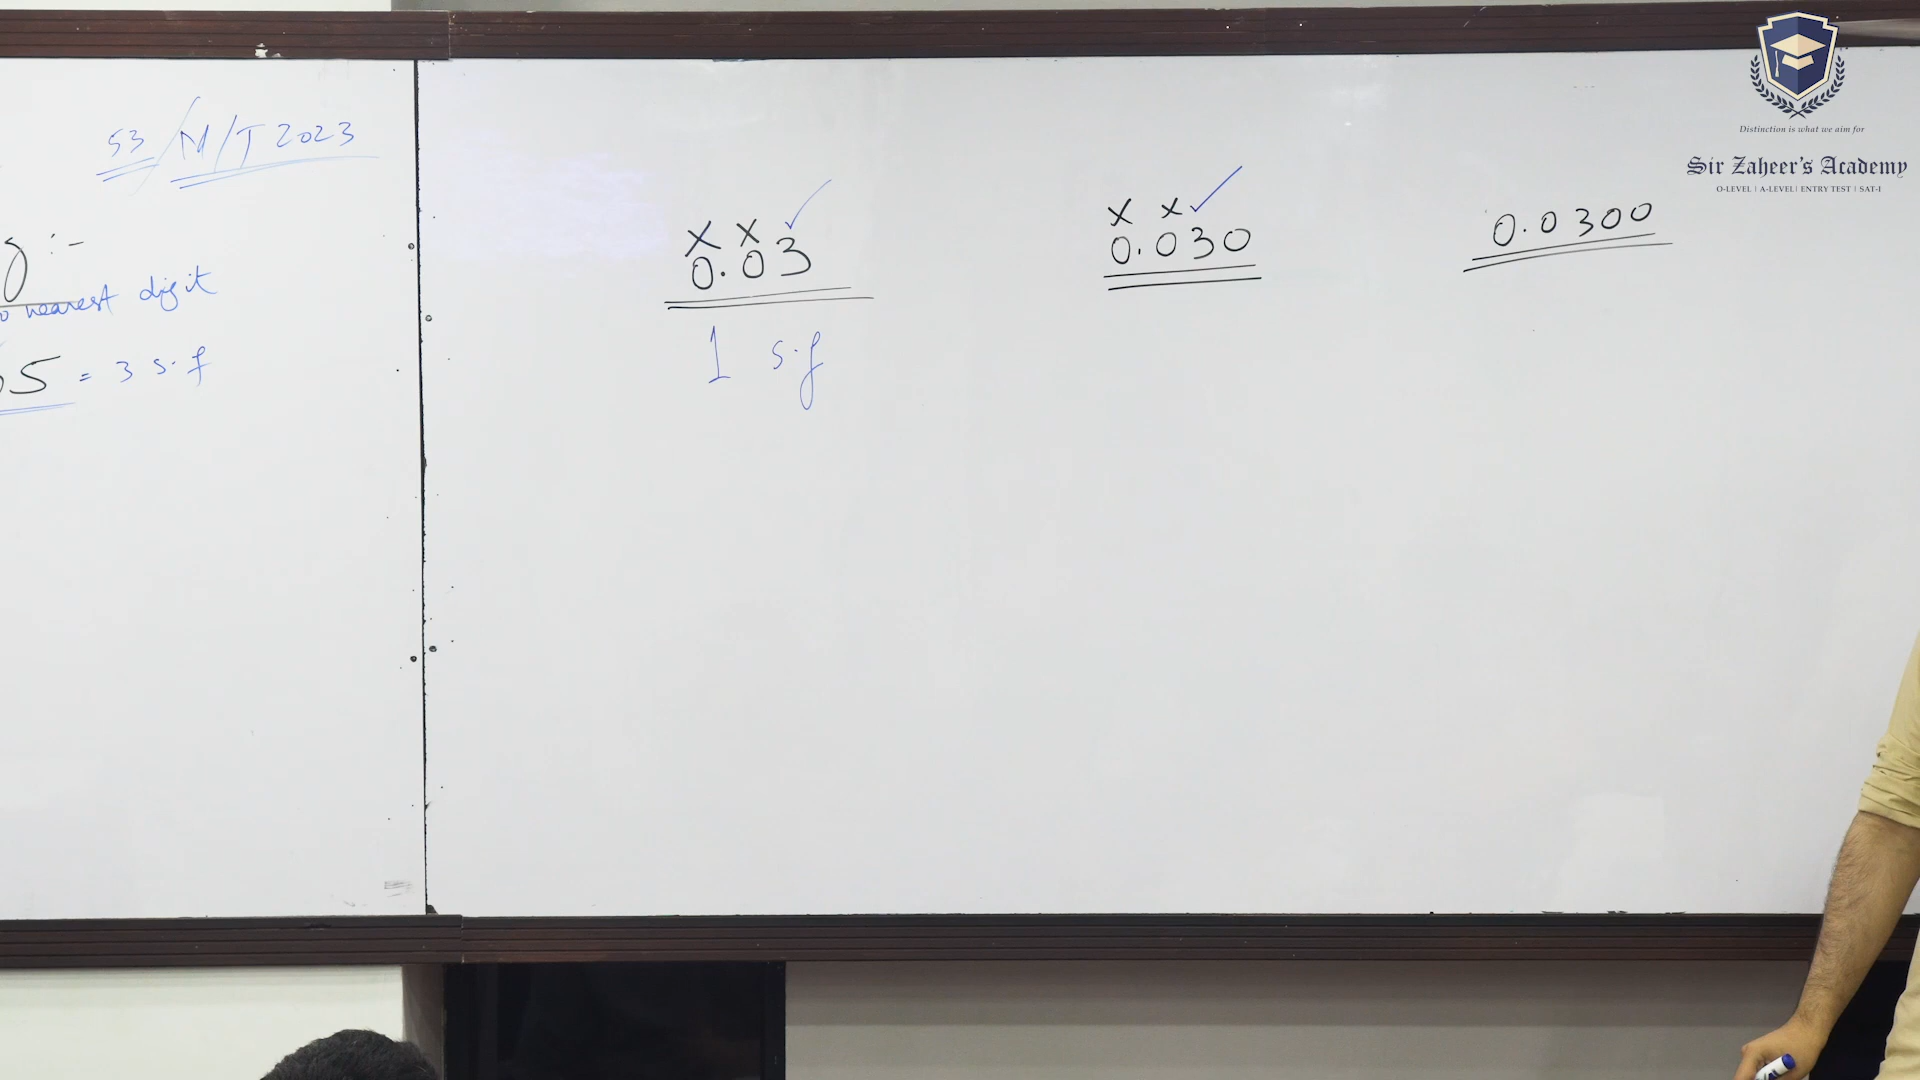 S3/M/T 2023
:-
nearest digit
5 = 3 s.f
X X ✓
0.03
1 s.f
X X ✓
0.030
0.0300
Distinction is what we aim for
Sir Zaheer's Academy
O-LEVEL | A-LEVEL | ENTRY TEST | SAT-I